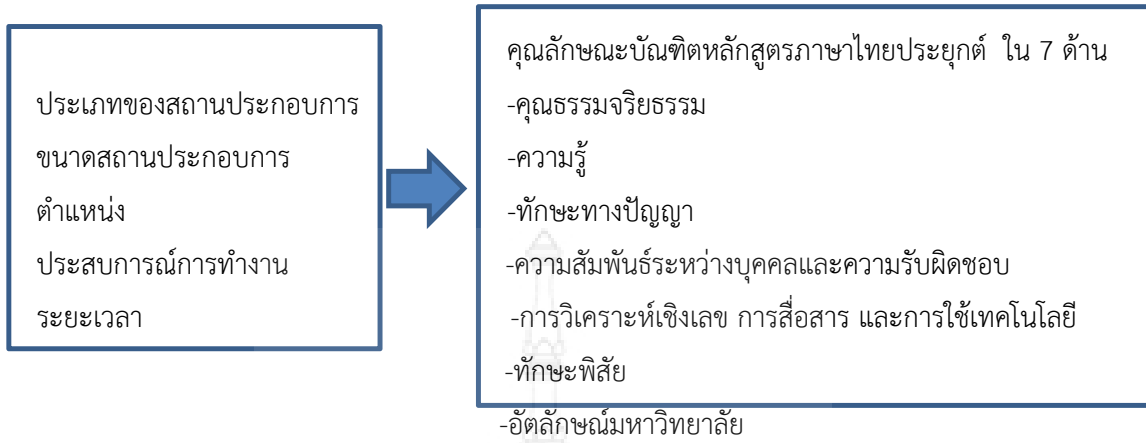 ประเภทของสถานประกอบการ
ขนาดสถานประกอบการ
ตำแหน่ง
ประสบการณ์การทำงาน
ระยะเวลา
คุณลักษณะบัณฑิตหลักสูตรภาษาไทยประยุกต์ ใน 7 ด้าน
-คุณธรรมจริยธรรม
-ความรู้
-ทักษะทางปัญญา
-ความสัมพันธ์ระหว่างบุคคลและความรับผิดชอบ
-การวิเคราะห์เชิงเลข การสื่อสาร และการใช้เทคโนโลยี
-ทักษะพิสัย
-อัตลักษณ์มหาวิทยาลัย